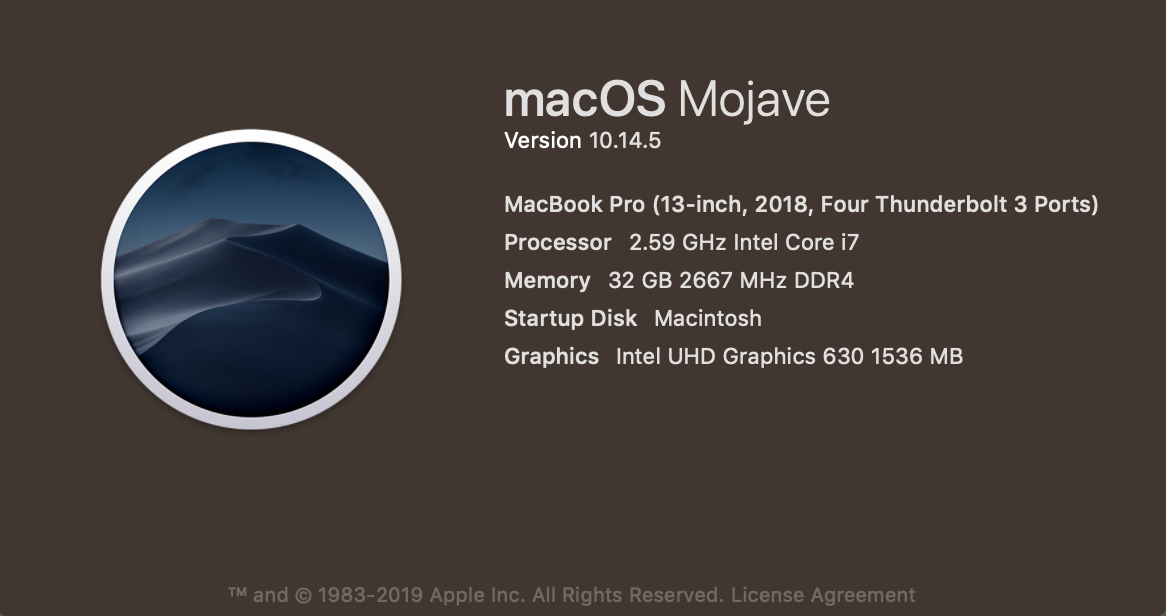 macOS Mojave
Version 10.14.5
MacBook Pro (13-inch, 2018, Four Thunderbolt 3 Ports)
Processor 2.59 GHz Intel Core i7
Memory 32 GB 2667 MHz DDR4
Startup Disk Macintosh
Graphics Intel UHD Graphics 630 1536 MB
™ and © 1983-2019 Apple Inc. All Rights Reserved. License Agreement